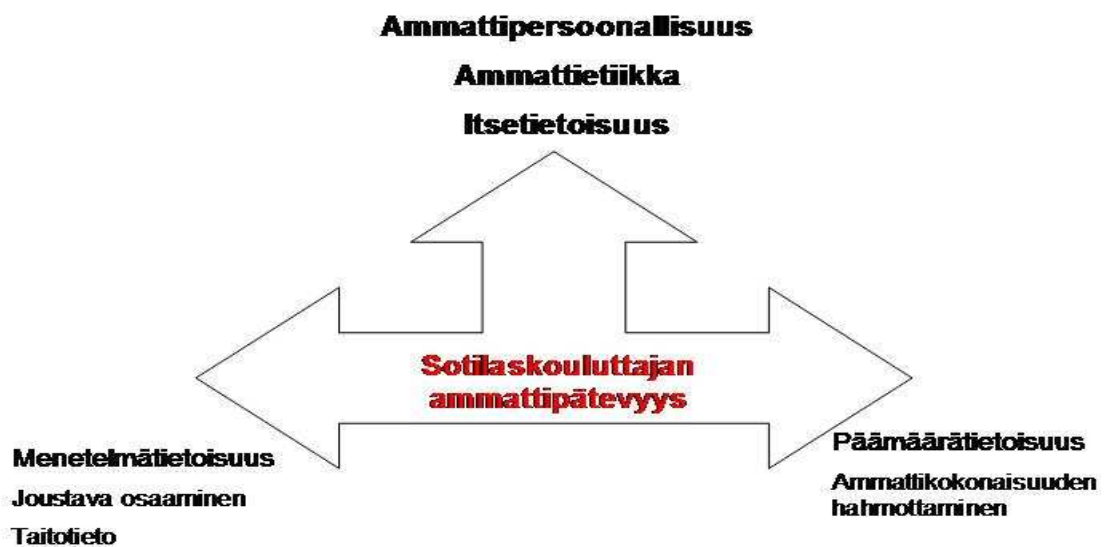 Ammattipersoonallisuus
Ammattietiikka
Itsetietoisuus
Sotilaskouluttajan
ammattipätevyys
Menetelmätietoisuus
Joustava osaaminen
Taitotieto
Päämäärätietoisuus
Ammattikokonaisuuden
hahmottaminen